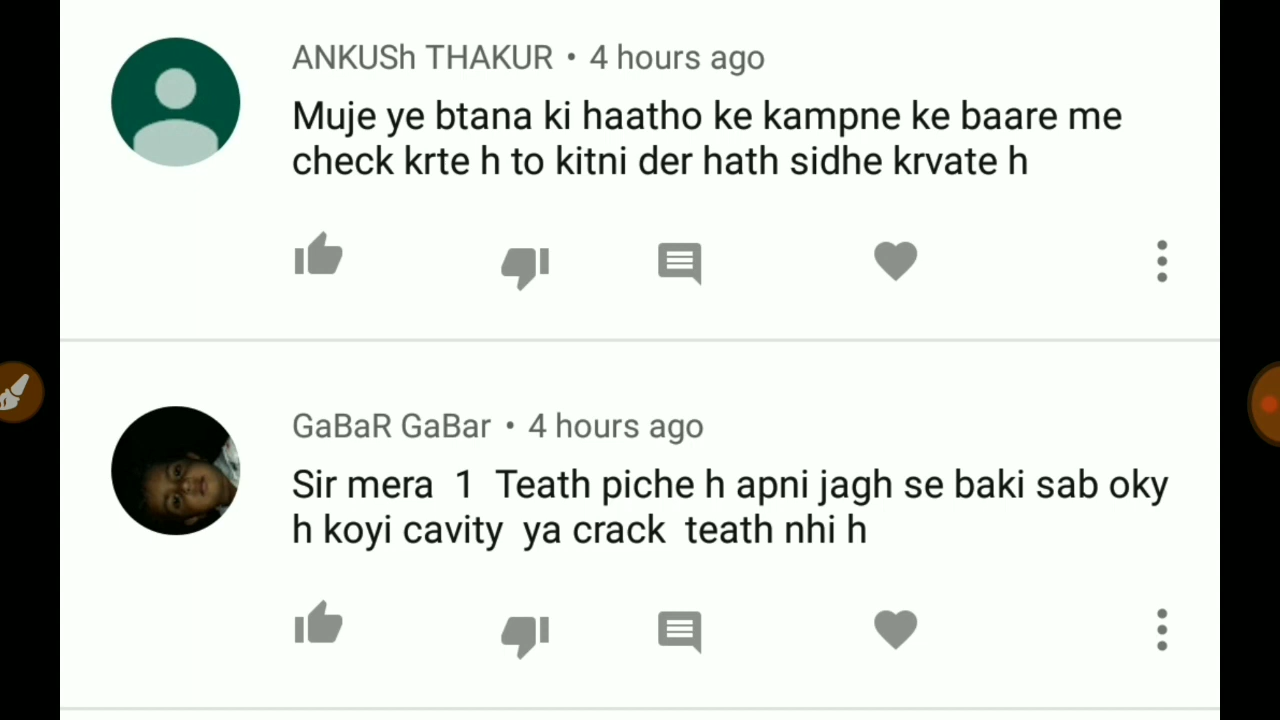 ANKUSh THAKUR • 4 hours ago
Muje ye btana ki haatho ke kampne ke baare me
check krte h to kitni der hath sidhe krvate h
GaBaR GaBar • 4 hours ago
Sir mera 1 Teath piche h apni jagh se baki sab oky
h koyi cavity ya crack teath nhi h